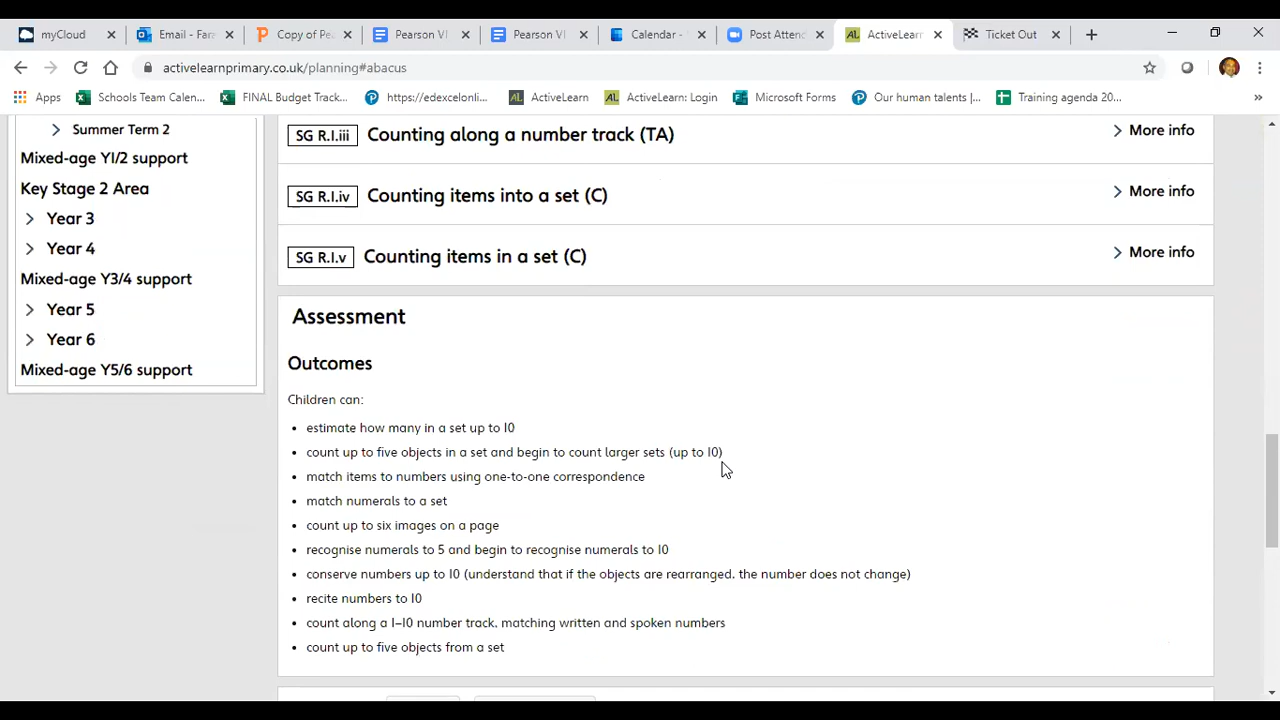 myCloud
Email - Fara
Copy of Pe
Pearson VI
Pearson VI
Calendar -
Post Attend
ActiveLearn
Ticket Out
activelearnprimary.co.uk/planning#abacus
Apps
Schools Team Calen...
FINAL Budget Track...
https://edexcelonli...
ActiveLearn
ActiveLearn: Login
Microsoft Forms
Our human talents |...
Training agenda 20...
Summer Term 2
Mixed-age Y1/2 support
Key Stage 2 Area
Year 3
Year 4
Mixed-age Y3/4 support
Year 5
Year 6
Mixed-age Y5/6 support
SG R.1.iii Counting along a number track (TA) More info
SG R.1.iv Counting items into a set (C) More info
SG R.1.v Counting items in a set (C) More info
Assessment
Outcomes
Children can:
• estimate how many in a set up to 10
• count up to five objects in a set and begin to count larger sets (up to 10)
• match items to numbers using one-to-one correspondence
• match numerals to a set
• count up to six images on a page
• recognise numerals to 5 and begin to recognise numerals to 10
• conserve numbers up to 10 (understand that if the objects are rearranged, the number does not change)
• recite numbers to 10
• count along a 1–10 number track, matching written and spoken numbers
• count up to five objects from a set